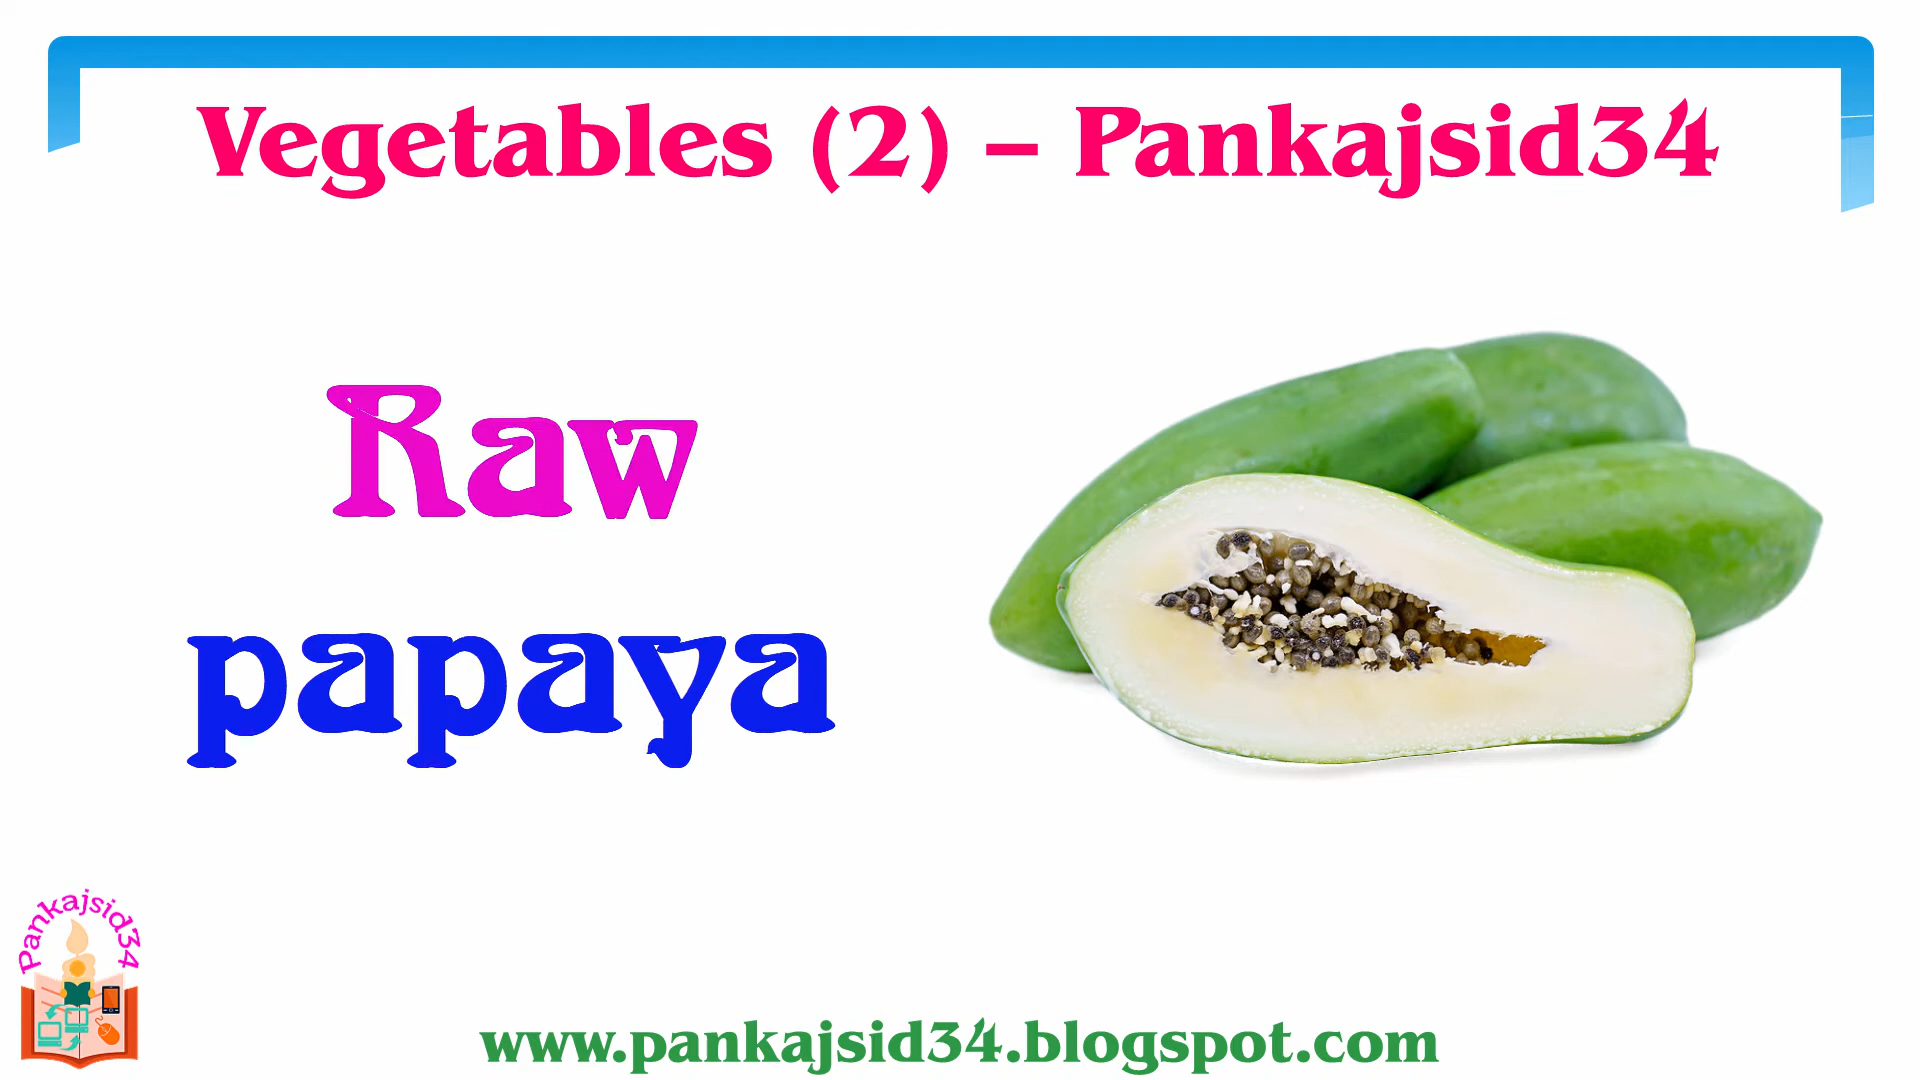 Vegetables (2) – Pankajsid34
Raw
papaya
Pankajsid34
www.pankajsid34.blogspot.com